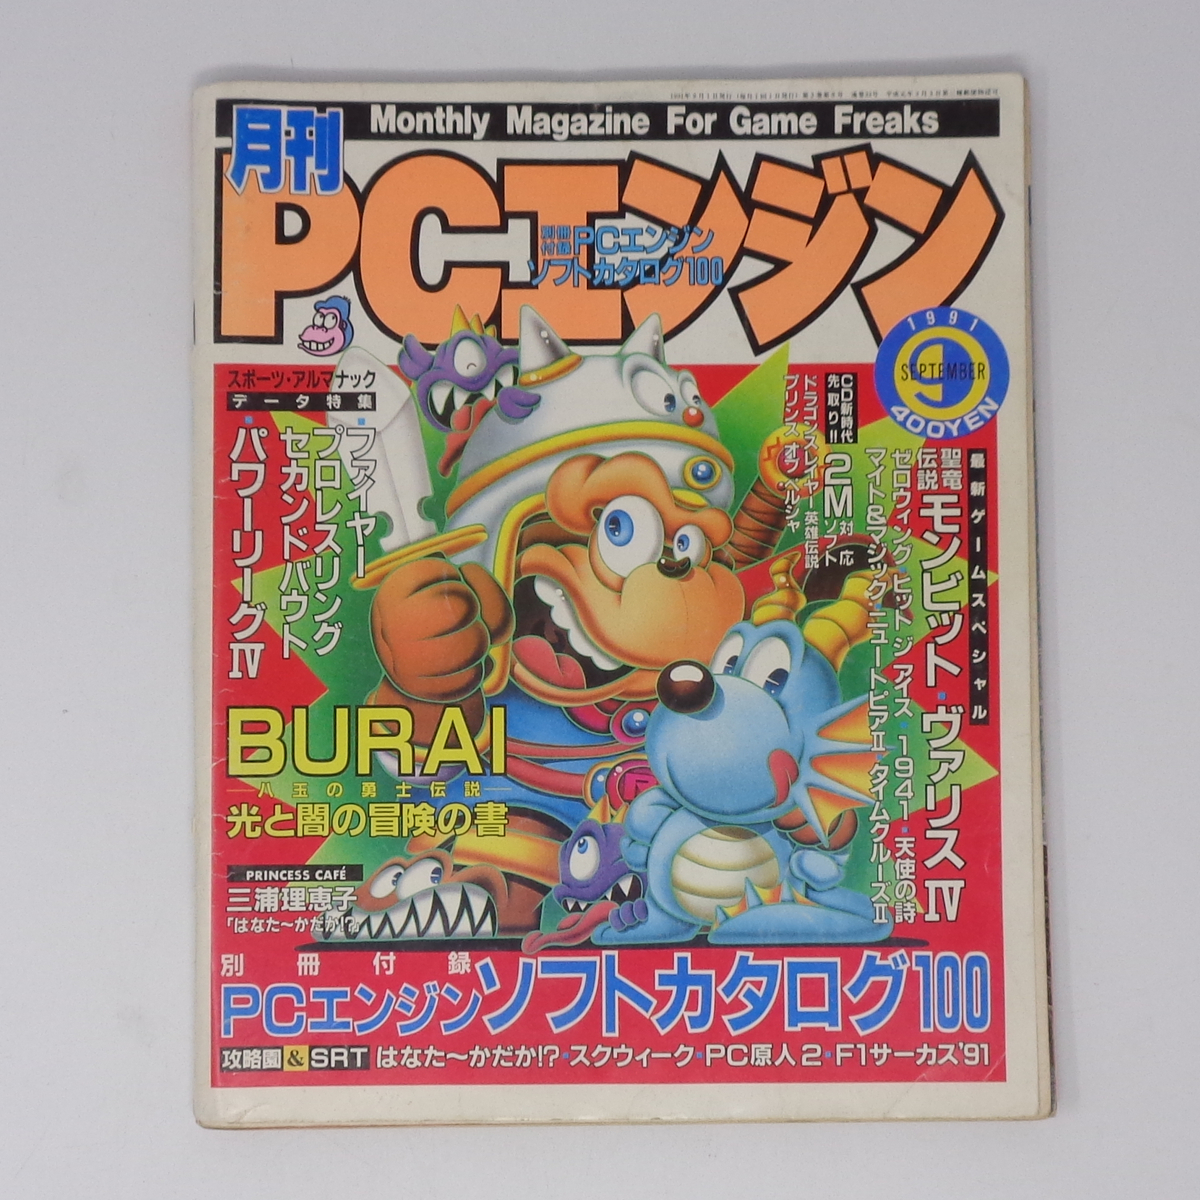 Monthly Magazine For Game Freaks
月刊
PCエンジン
別冊付録 PCエンジン
ソフトカタログ100
1991
9
SEPTEMBER
400YEN
スポーツ・アルマナック
データ特集
・ファイヤー
プロレスリング
セカンドバウト
・パワーリーグⅣ
CD新時代
先取り!!
2M対応ソフト
ドラゴンスレイヤー英雄伝説
プリンス オブ ペルシャ
最新ゲームスペシャル
聖竜伝説モンビット・ヴァリスⅣ
ゼロウィング・ヒット ジ アイス・1941・天使の詩
マイト&マジック・ニュートピアⅡ・タイムクルーズⅡ
BURAI
八玉の勇士伝説
光と闇の冒険の書
PRINCESS CAFÉ
三浦理恵子
「はなた〜かだか!?」
別冊付録
PCエンジンソフトカタログ100
攻略園&SRT はなた〜かだか!?・スクウィーク・PC原人2・F1サーカス'91